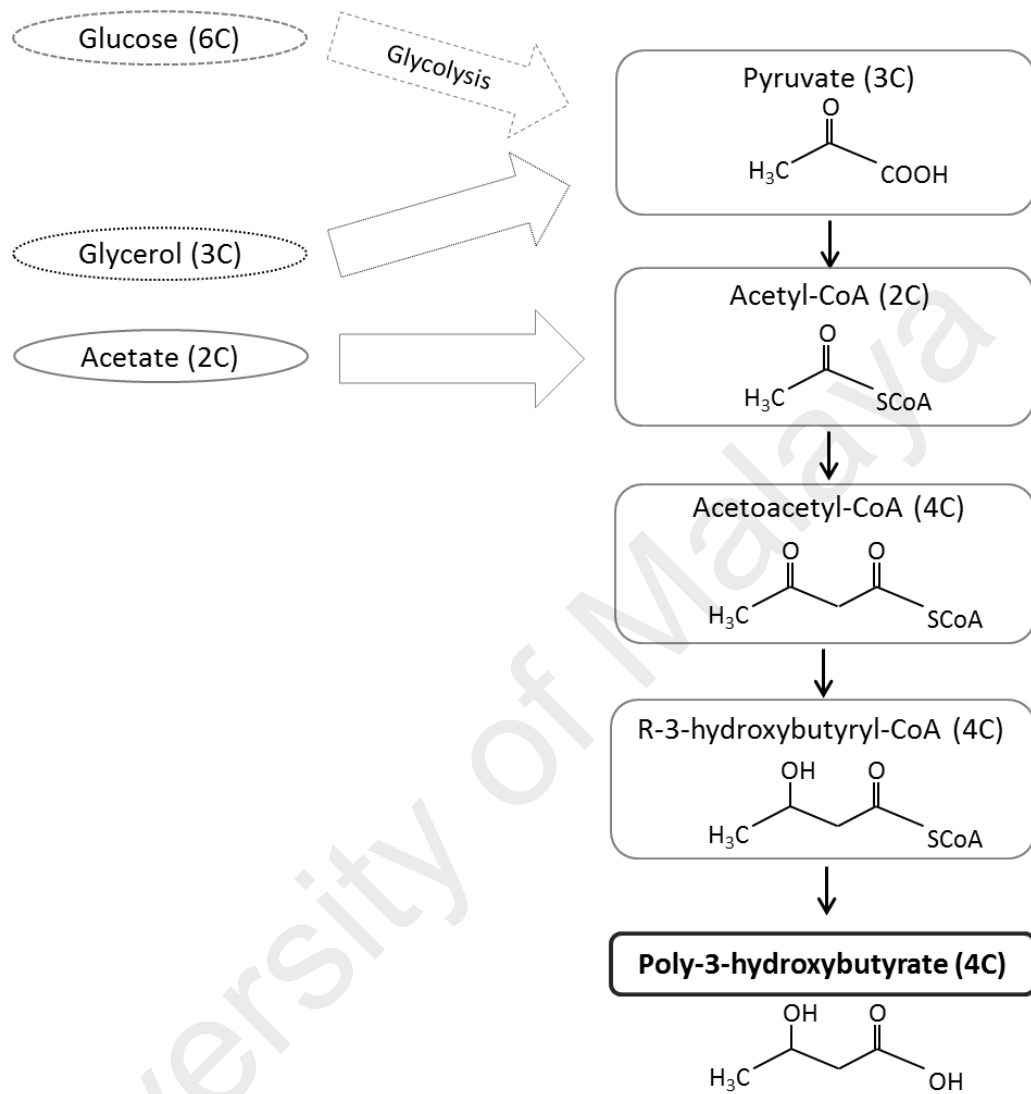 Glucose (6C)
Glycolysis
Pyruvate (3C)
O
H₃C
COOH
Glycerol (3C)
Acetyl-CoA (2C)
Acetate (2C)
O
H₃C
SCoA
Acetoacetyl-CoA (4C)
O O
H₃C
SCoA
R-3-hydroxybutyryl-CoA (4C)
OH O
H₃C
SCoA
Poly-3-hydroxybutyrate (4C)
OH O
H₃C
OH
ersity of Malaya